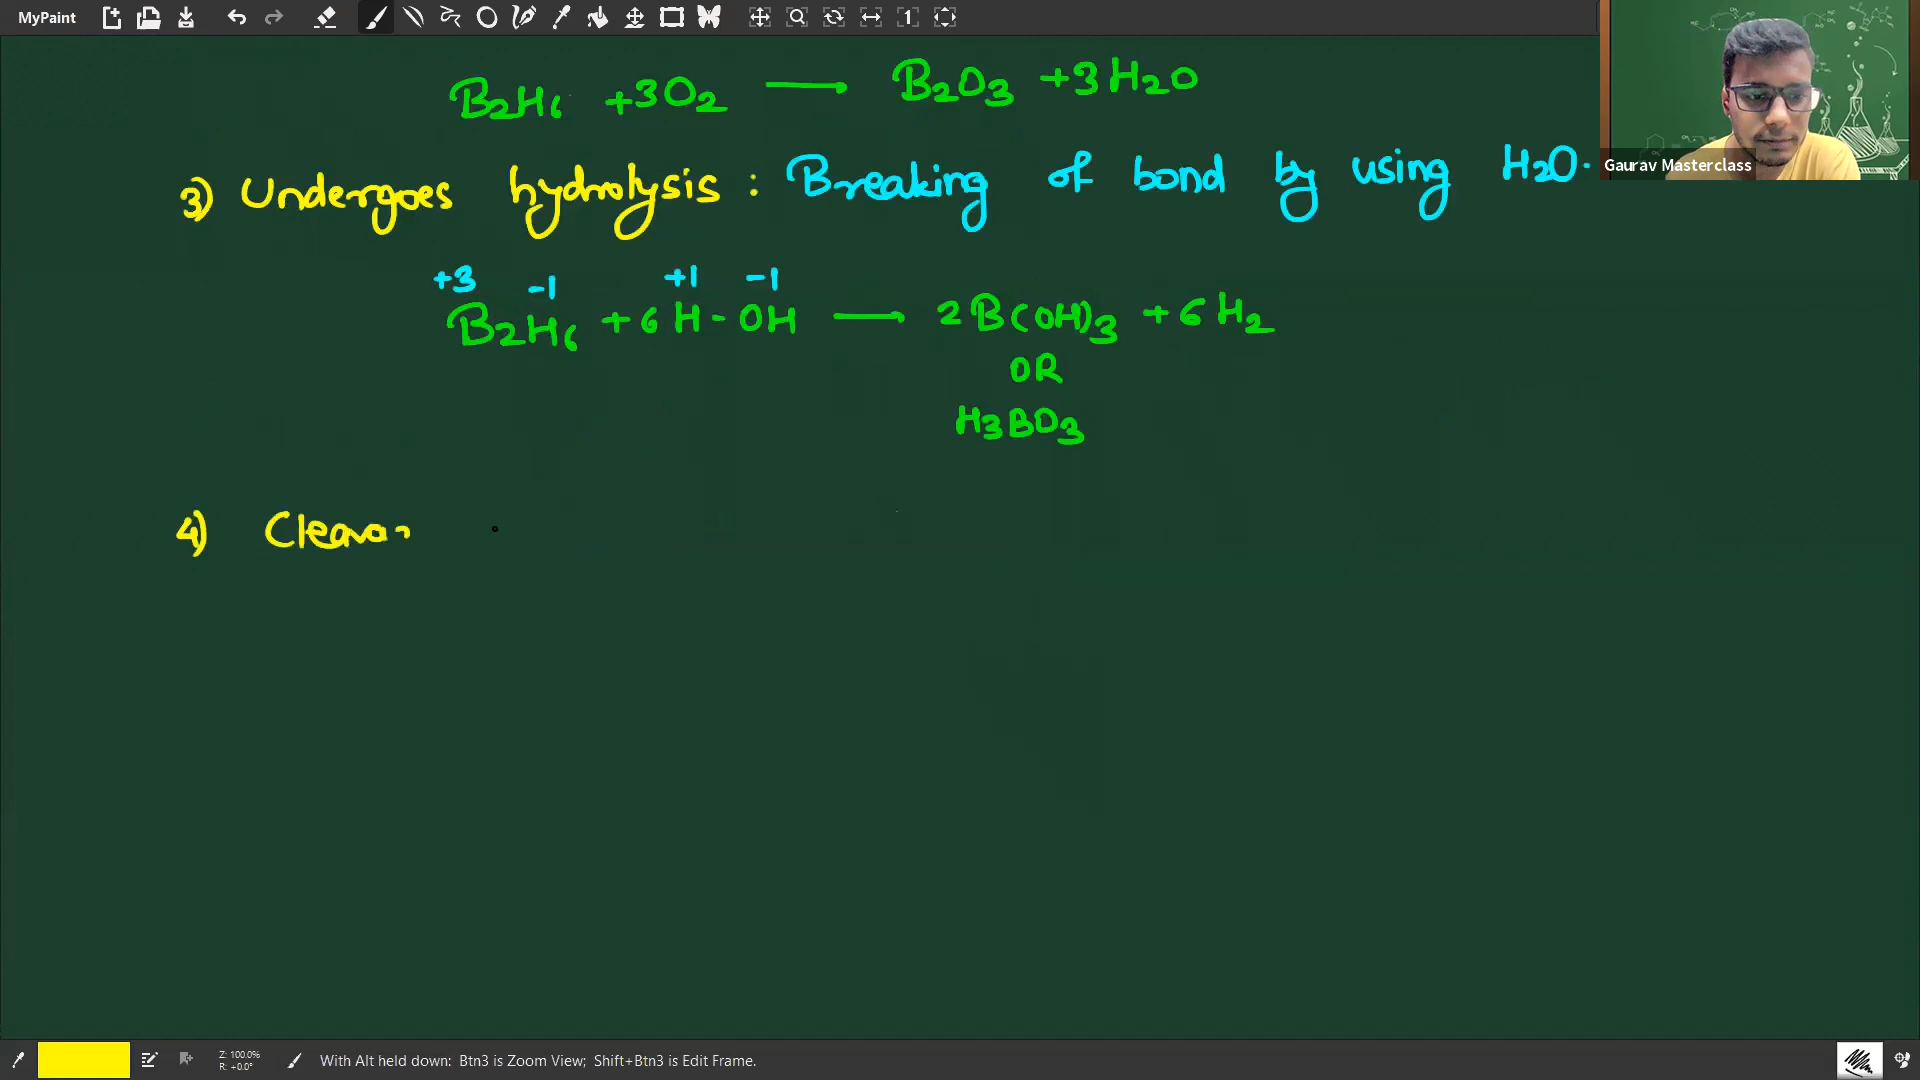 MyPaint
B2H6 +3O2 → B2O3 +3H2O
3) Undergoes hydrolysis : Breaking of bond by using H2O.
Gaurav Masterclass
+3 -1 +1 -1
B2H6 + 6 H - OH → 2B(OH)3 + 6H2
OR
H3BO3
4) Cleava
Z: 100.0%
R: +0.0°
With Alt held down: Btn3 is Zoom View; Shift+Btn3 is Edit Frame.